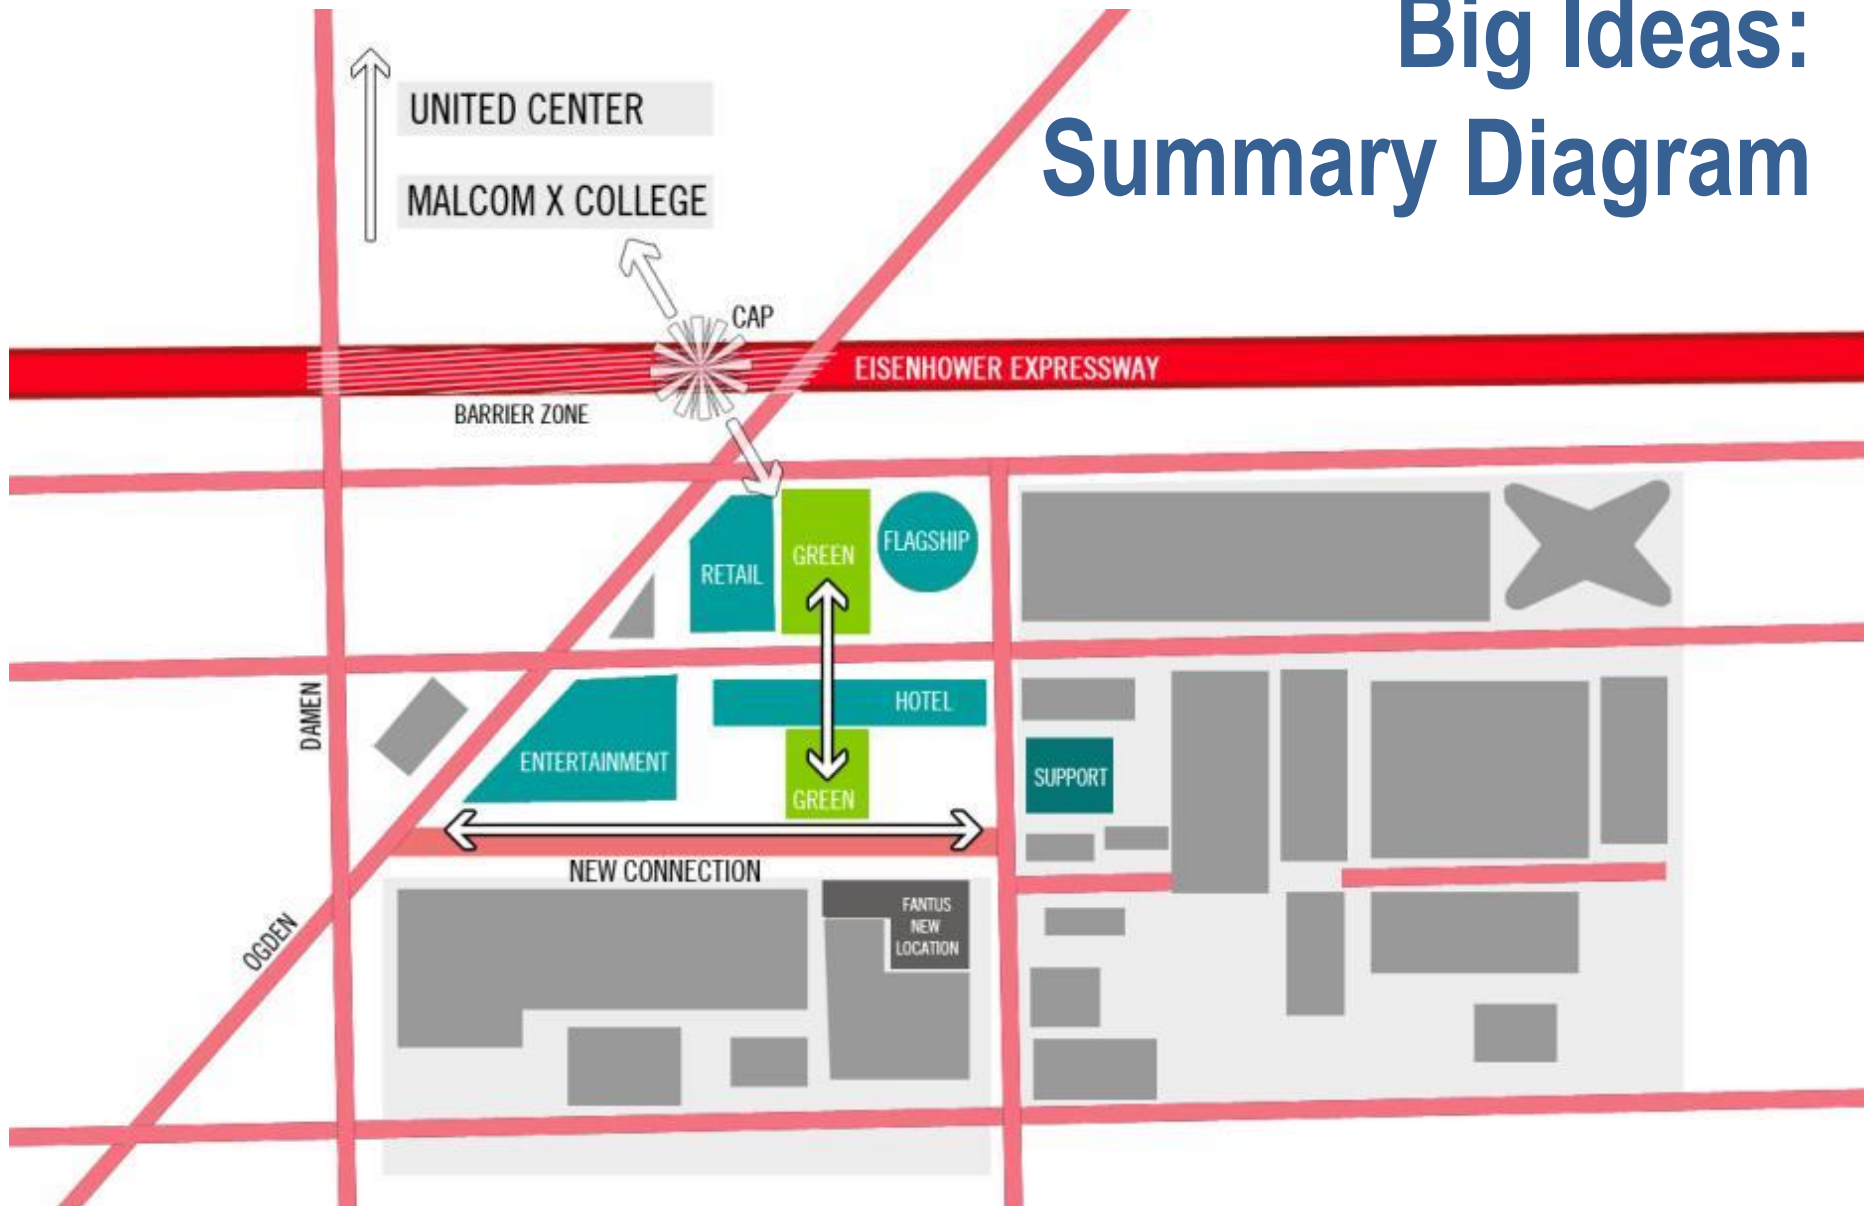 Big Ideas:
Summary Diagram
UNITED CENTER
MALCOM X COLLEGE
CAP
EISENHOWER EXPRESSWAY
BARRIER ZONE
RETAIL
GREEN
FLAGSHIP
DAMEN
HOTEL
ENTERTAINMENT
SUPPORT
GREEN
NEW CONNECTION
OGDEN
FANTUS
NEW
LOCATION